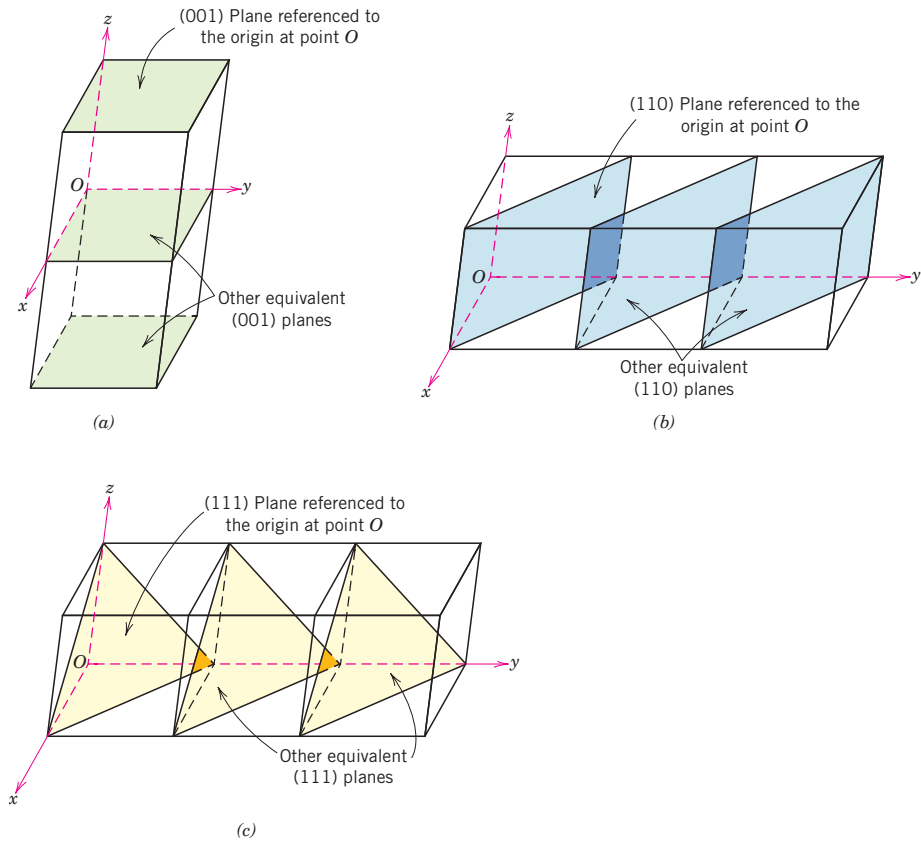 (001) Plane referenced to
the origin at point O
z
O
y
x
Other equivalent
(001) planes
(a)
(110) Plane referenced to the
origin at point O
z
O
y
x
Other equivalent
(110) planes
(b)
(111) Plane referenced to
the origin at point O
z
O
y
x
Other equivalent
(111) planes
(c)